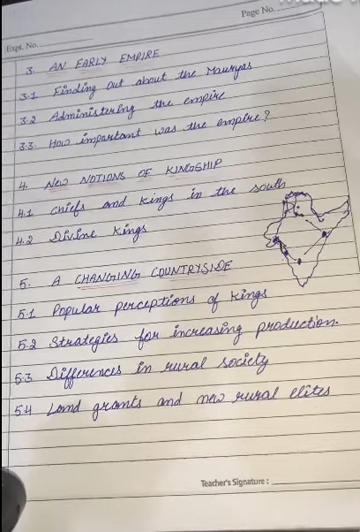 Page No.
Expt. No.
3. AN EARLY EMPIRE
3.1 Finding out about the Mauryas
3.2 Administering the empire
3.3. How important was the empire?
4. NEW NOTIONS OF KINGSHIP
4.1 Chiefs and Kings in the south
4.2 Divine Kings
5. A CHANGING COUNTRYSIDE
5.1 Popular perceptions of Kings
5.2 Strategies for increasing production.
5.3 Differences in rural society
5.4 Land grants and new rural elites
Teacher's Signature :